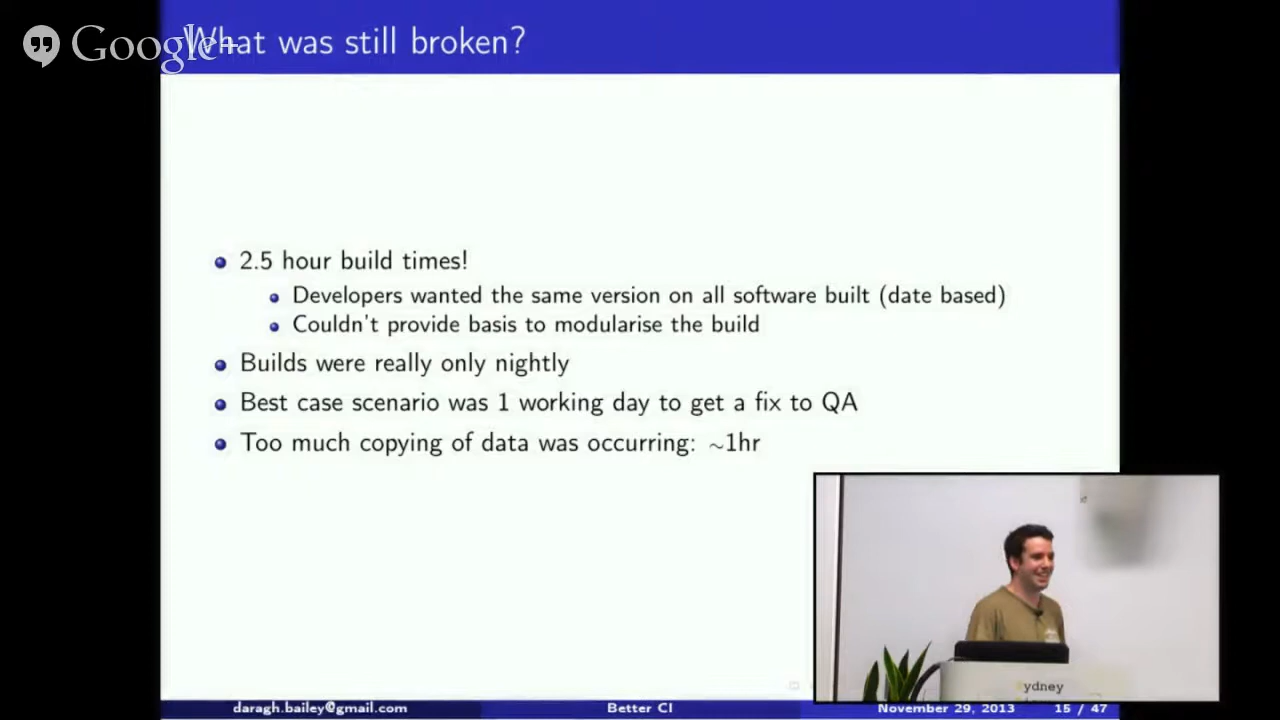 Google+
What was still broken?
2.5 hour build times!
Developers wanted the same version on all software built (date based)
Couldn't provide basis to modularise the build
Builds were really only nightly
Best case scenario was 1 working day to get a fix to QA
Too much copying of data was occurring: ~1hr
ydney
daragh.bailey@gmail.com
Better CI
November 29, 2013
15 / 47